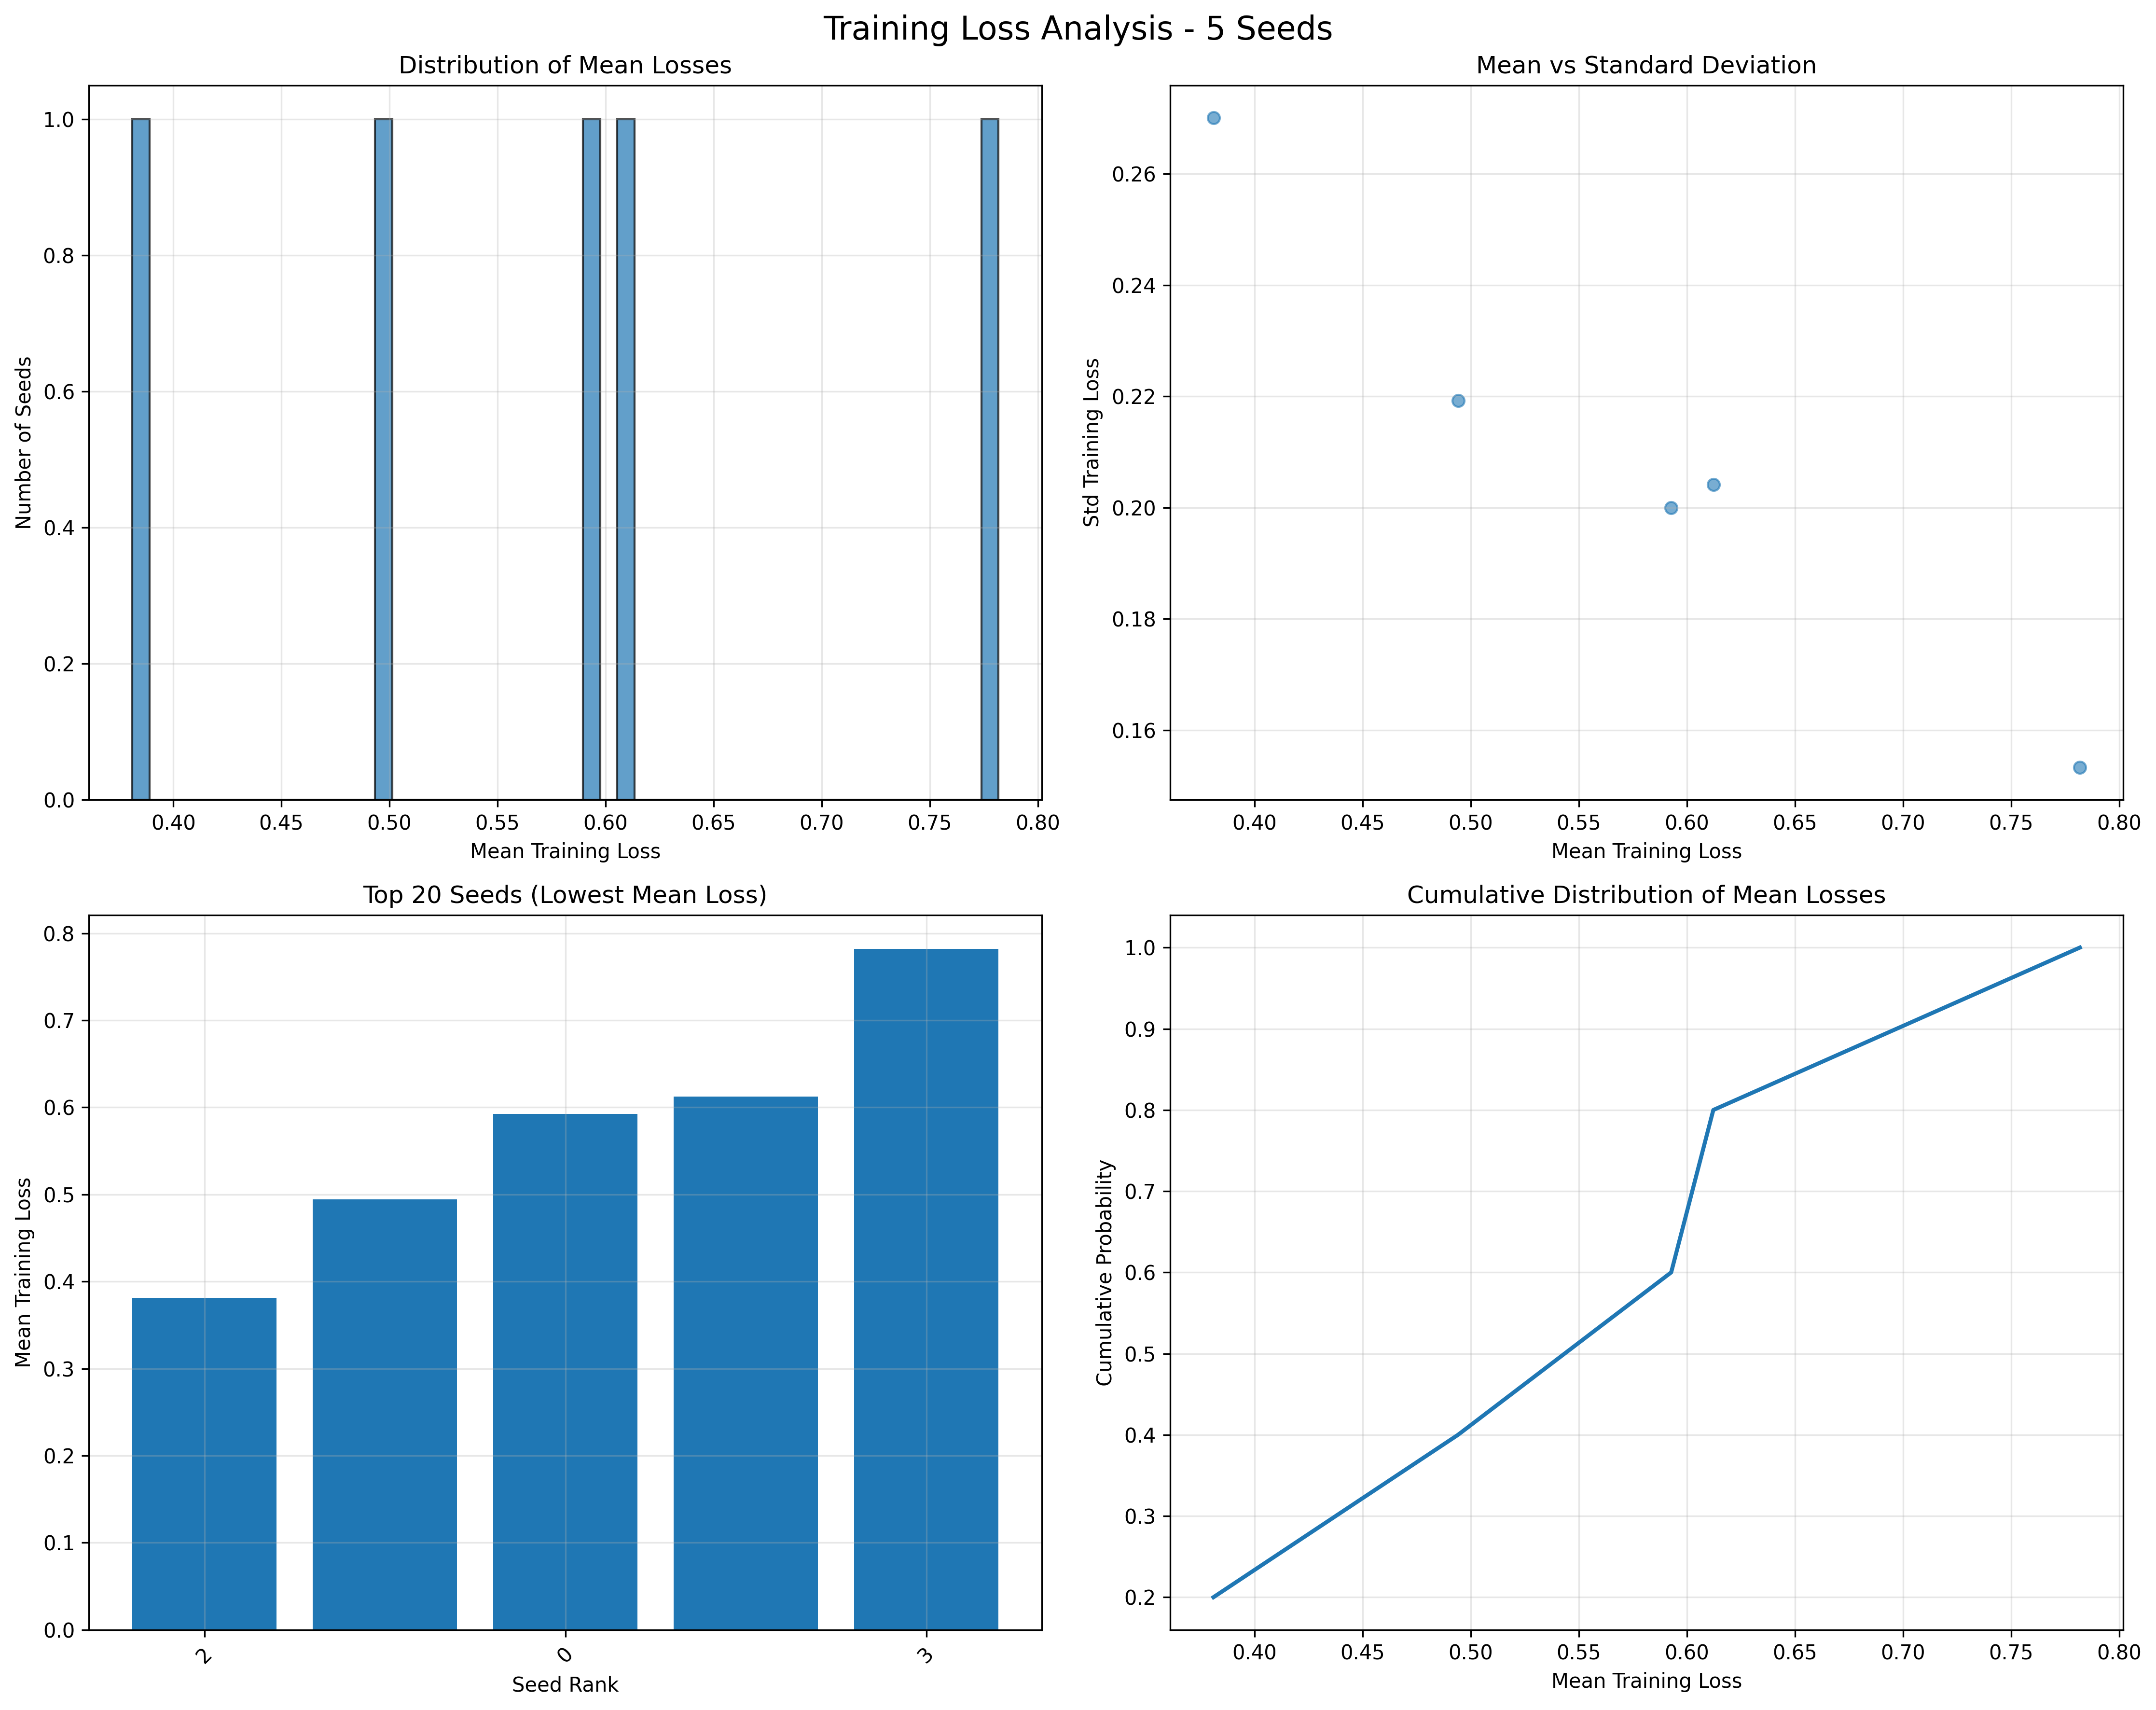 Training Loss Analysis - 5 Seeds
Distribution of Mean Losses
Number of Seeds
1.0
0.8
0.6
0.4
0.2
0.0
0.40 0.45 0.50 0.55 0.60 0.65 0.70 0.75 0.80
Mean Training Loss
Mean vs Standard Deviation
Std Training Loss
0.26
0.24
0.22
0.20
0.18
0.16
0.40 0.45 0.50 0.55 0.60 0.65 0.70 0.75 0.80
Mean Training Loss
Top 20 Seeds (Lowest Mean Loss)
Mean Training Loss
0.8
0.7
0.6
0.5
0.4
0.3
0.2
0.1
0.0
2 0 3
Seed Rank
Cumulative Distribution of Mean Losses
Cumulative Probability
1.0
0.9
0.8
0.7
0.6
0.5
0.4
0.3
0.2
0.40 0.45 0.50 0.55 0.60 0.65 0.70 0.75 0.80
Mean Training Loss